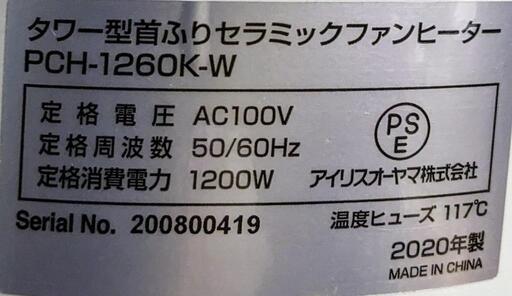 タワー型首ふりセラミックファンヒーター
PCH-1260K-W
定格電圧 AC100V
定格周波数 50/60Hz
定格消費電力 1200W
PS
E
アイリスオーヤマ株式会社
Serial No. 200800419
温度ヒューズ 117℃
2020年製
MADE IN CHINA